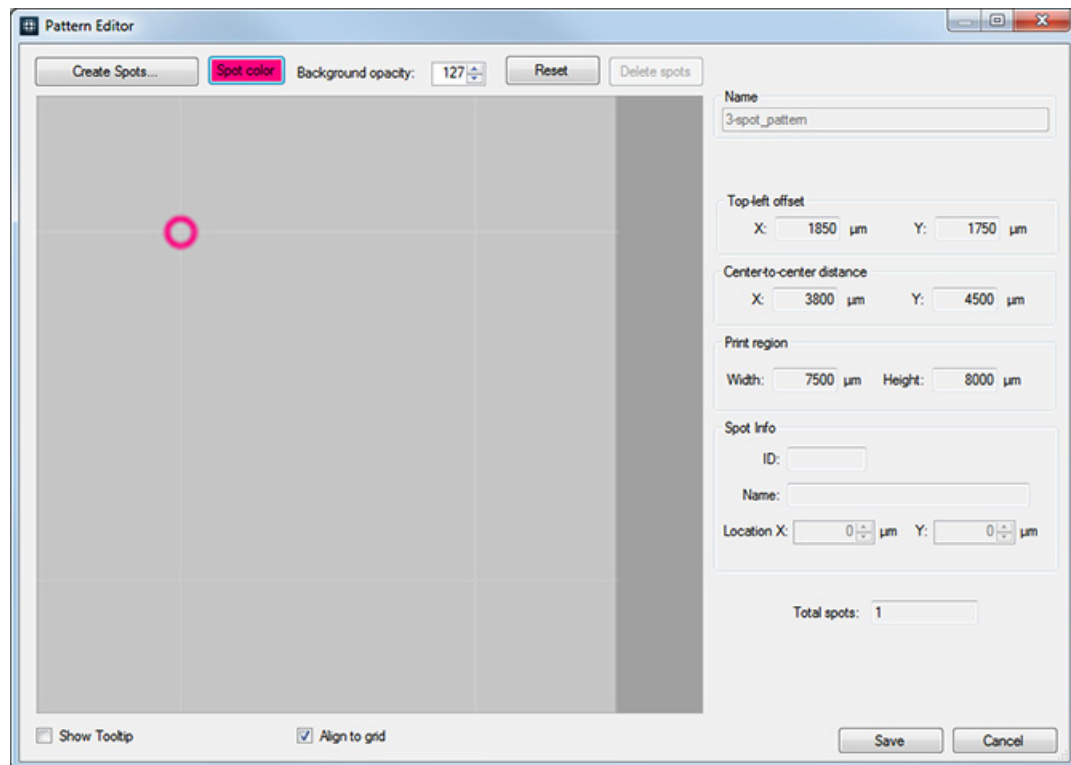 Pattern Editor
Create Spots... Spot color Background opacity: 127 Reset Delete spots
Name
3-spot_pattern
Top-left offset
X: 1850 µm Y: 1750 µm
Center-to-center distance
X: 3800 µm Y: 4500 µm
Print region
Width: 7500 µm Height: 8000 µm
Spot Info
ID:
Name:
Location X: 0 µm Y: 0 µm
Total spots: 1
Show Tooltip Align to grid Save Cancel